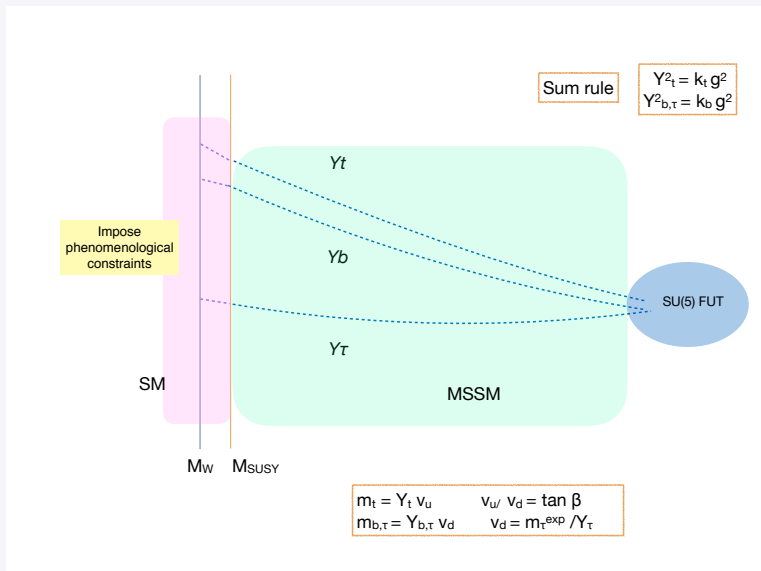 Sum rule
Y²t = kt g²
Y²b,τ = kb g²
Yt
Impose
phenomenological
constraints
Yb
SU(5) FUT
Yτ
SM
MSSM
MW MSUSY
mt = Yt vu vu/ vd = tan β
mb,τ = Yb,τ vd vd = mτexp /Yτ